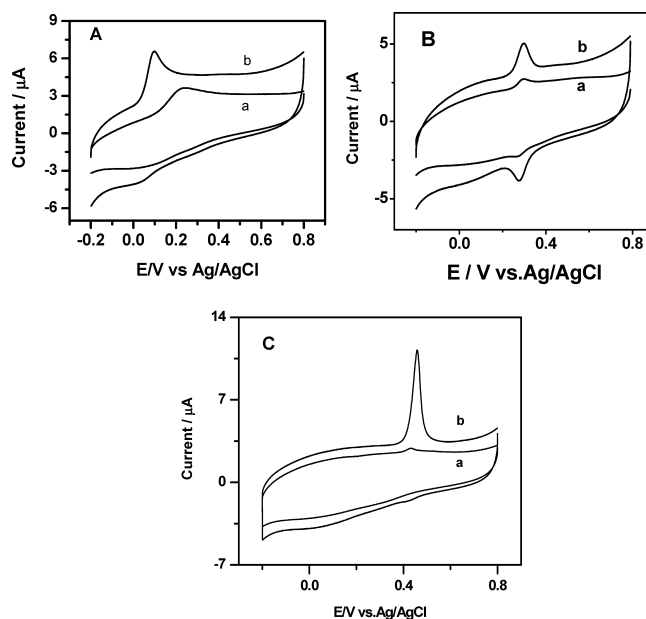 A
b
a
Current / µA
6
3
0
-3
-6
-0.2 0.0 0.2 0.4 0.6 0.8
E/V vs Ag/AgCl
B
b
a
Current / µA
5
0
-5
0.0 0.4 0.8
E / V vs.Ag/AgCl
C
b
a
Current / µA
14
7
0
-7
0.0 0.4 0.8
E/V vs.Ag/AgCl